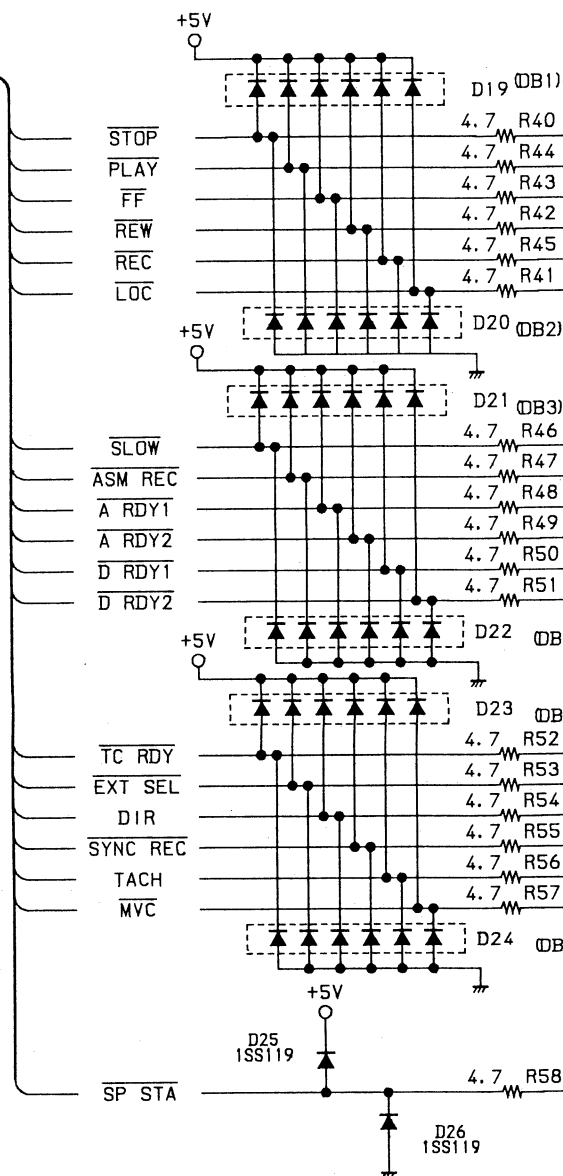 +5V
D19 (DB1)
STOP 4.7 R40
PLAY 4.7 R44
FF 4.7 R43
REW 4.7 R42
REC 4.7 R45
LOC 4.7 R41
D20 (DB2)
+5V
D21 (DB3)
SLOW 4.7 R46
ASM REC 4.7 R47
A RDY1 4.7 R48
A RDY2 4.7 R49
D RDY1 4.7 R50
D RDY2 4.7 R51
D22 (DB
+5V
D23 (DB
TC RDY 4.7 R52
EXT SEL 4.7 R53
DIR 4.7 R54
SYNC REC 4.7 R55
TACH 4.7 R56
MVC 4.7 R57
D24 (DB
+5V
D25
1SS119
SP STA 4.7 R58
D26
1SS119